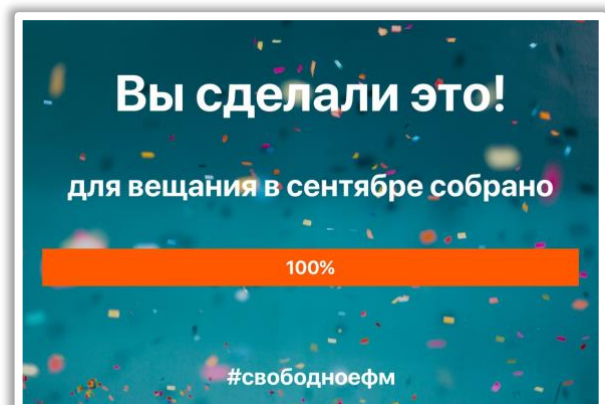 Вы сделали это!
для вещания в сентябре собрано
100%
#свободноефм